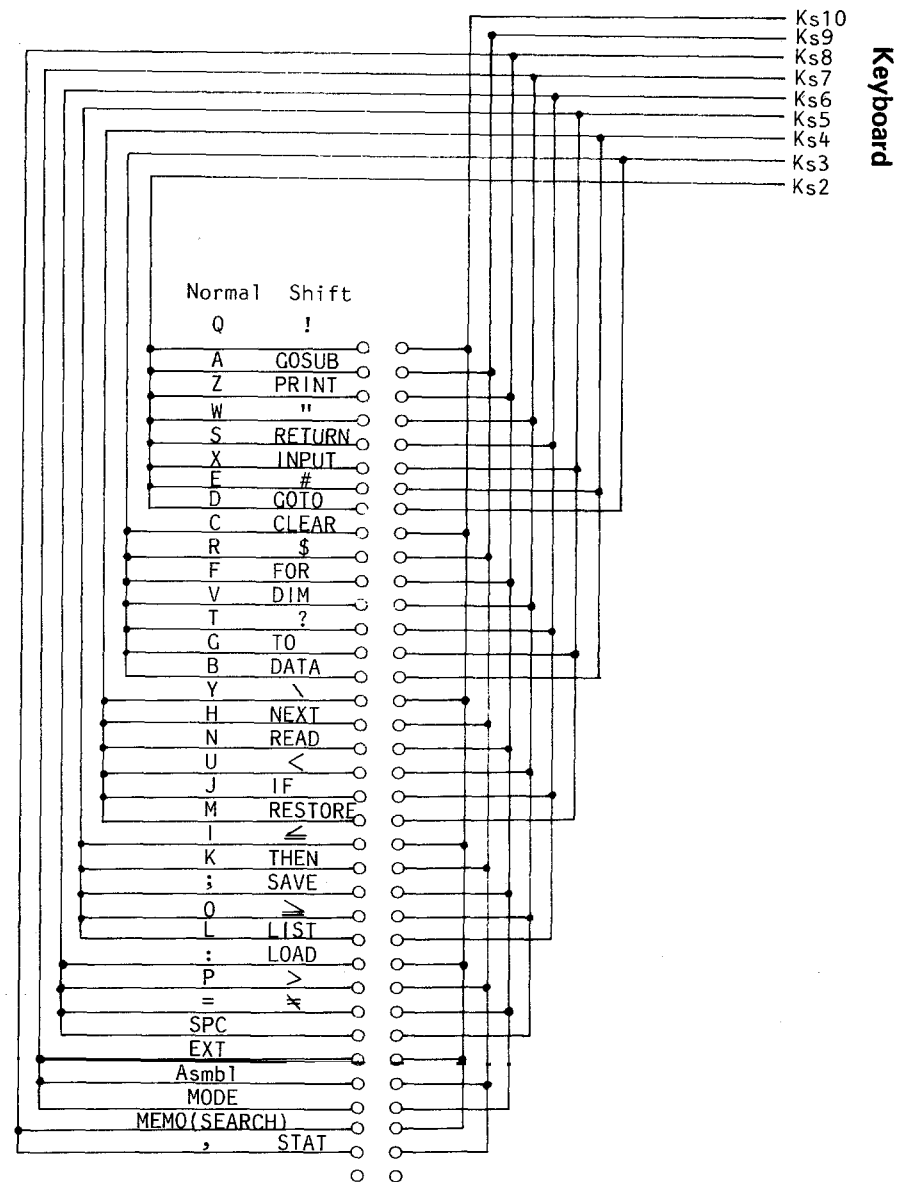 Ks10
Ks9
Ks8
Ks7
Ks6
Ks5
Ks4
Ks3
Ks2
Keyboard
Normal Shift
Q !
A GOSUB
Z PRINT
W "
S RETURN
X INPUT
E #
D GOTO
C CLEAR
R $
F FOR
V DIM
T ?
G TO
B DATA
Y \
H NEXT
N READ
U <
J IF
M RESTORE
I ≦
K THEN
; SAVE
O ≧
L LIST
: LOAD
P >
= ≠
SPC
EXT
Asmbl
MODE
MEMO(SEARCH)
, STAT